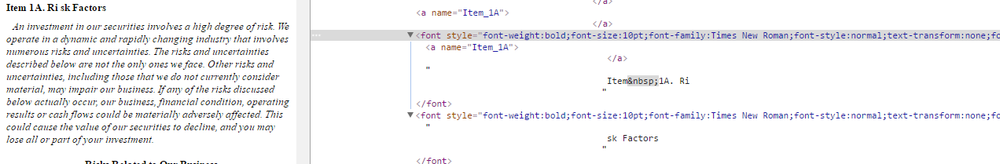 Item 1A. Ri sk Factors
An investment in our securities involves a high degree of risk. We
operate in a dynamic and rapidly changing industry that involves
numerous risks and uncertainties. The risks and uncertainties
described below are not the only ones we face. Other risks and
uncertainties, including those that we do not currently consider
material, may impair our business. If any of the risks discussed
below actually occur, our business, financial condition, operating
results or cash flows could be materially adversely affected. This
could cause the value of our securities to decline, and you may
lose all or part of your investment.
Risks Related to Our Business
</a>
<a name="Item_1A">
</a>
▼<font style="font-weight:bold;font-size:10pt;font-family:Times New Roman;font-style:normal;text-transform:none;fo
<a name="Item_1A">
</a>
"
Item&nbsp;1A. Ri
"
</font>
▼<font style="font-weight:bold;font-size:10pt;font-family:Times New Roman;font-style:normal;text-transform:none;fo
"
sk Factors
"
</font>